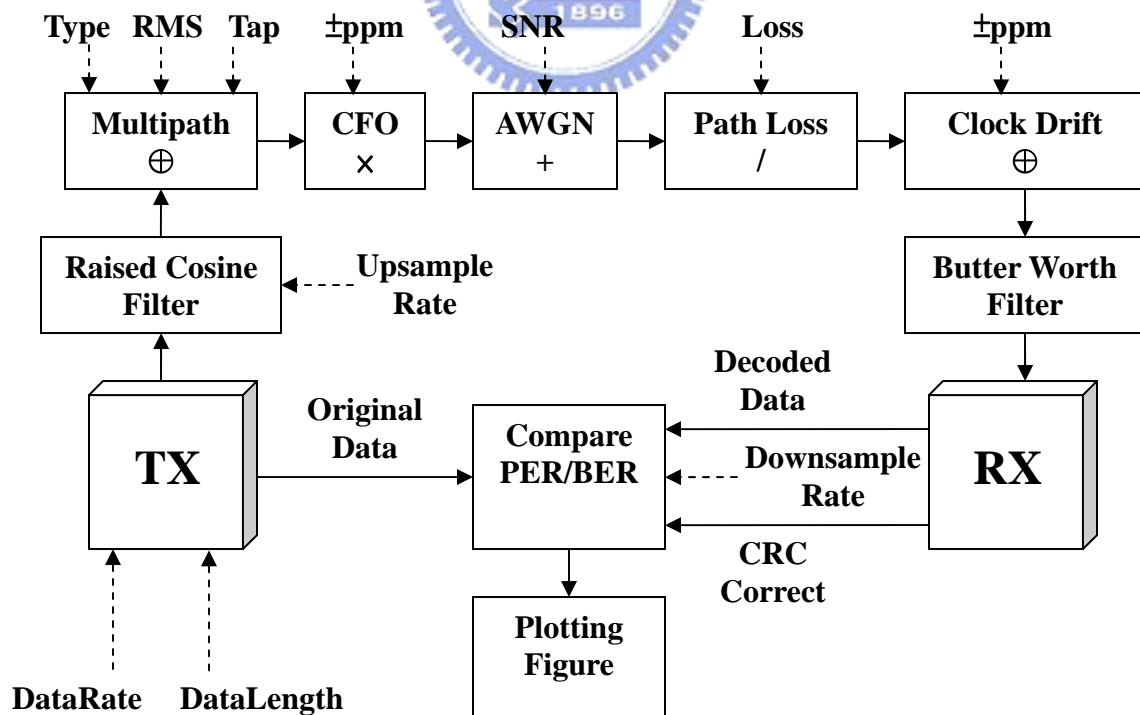 Type RMS Tap ±ppm SNR Loss ±ppm
1896
Multipath
⊕
CFO
×
AWGN
+
Path Loss
/
Clock Drift
⊕
Raised Cosine
Filter
Upsample
Rate
Butter Worth
Filter
TX
Original
Data
Compare
PER/BER
Decoded
Data
Downsample
Rate
CRC
Correct
RX
Plotting
Figure
DataRate DataLength